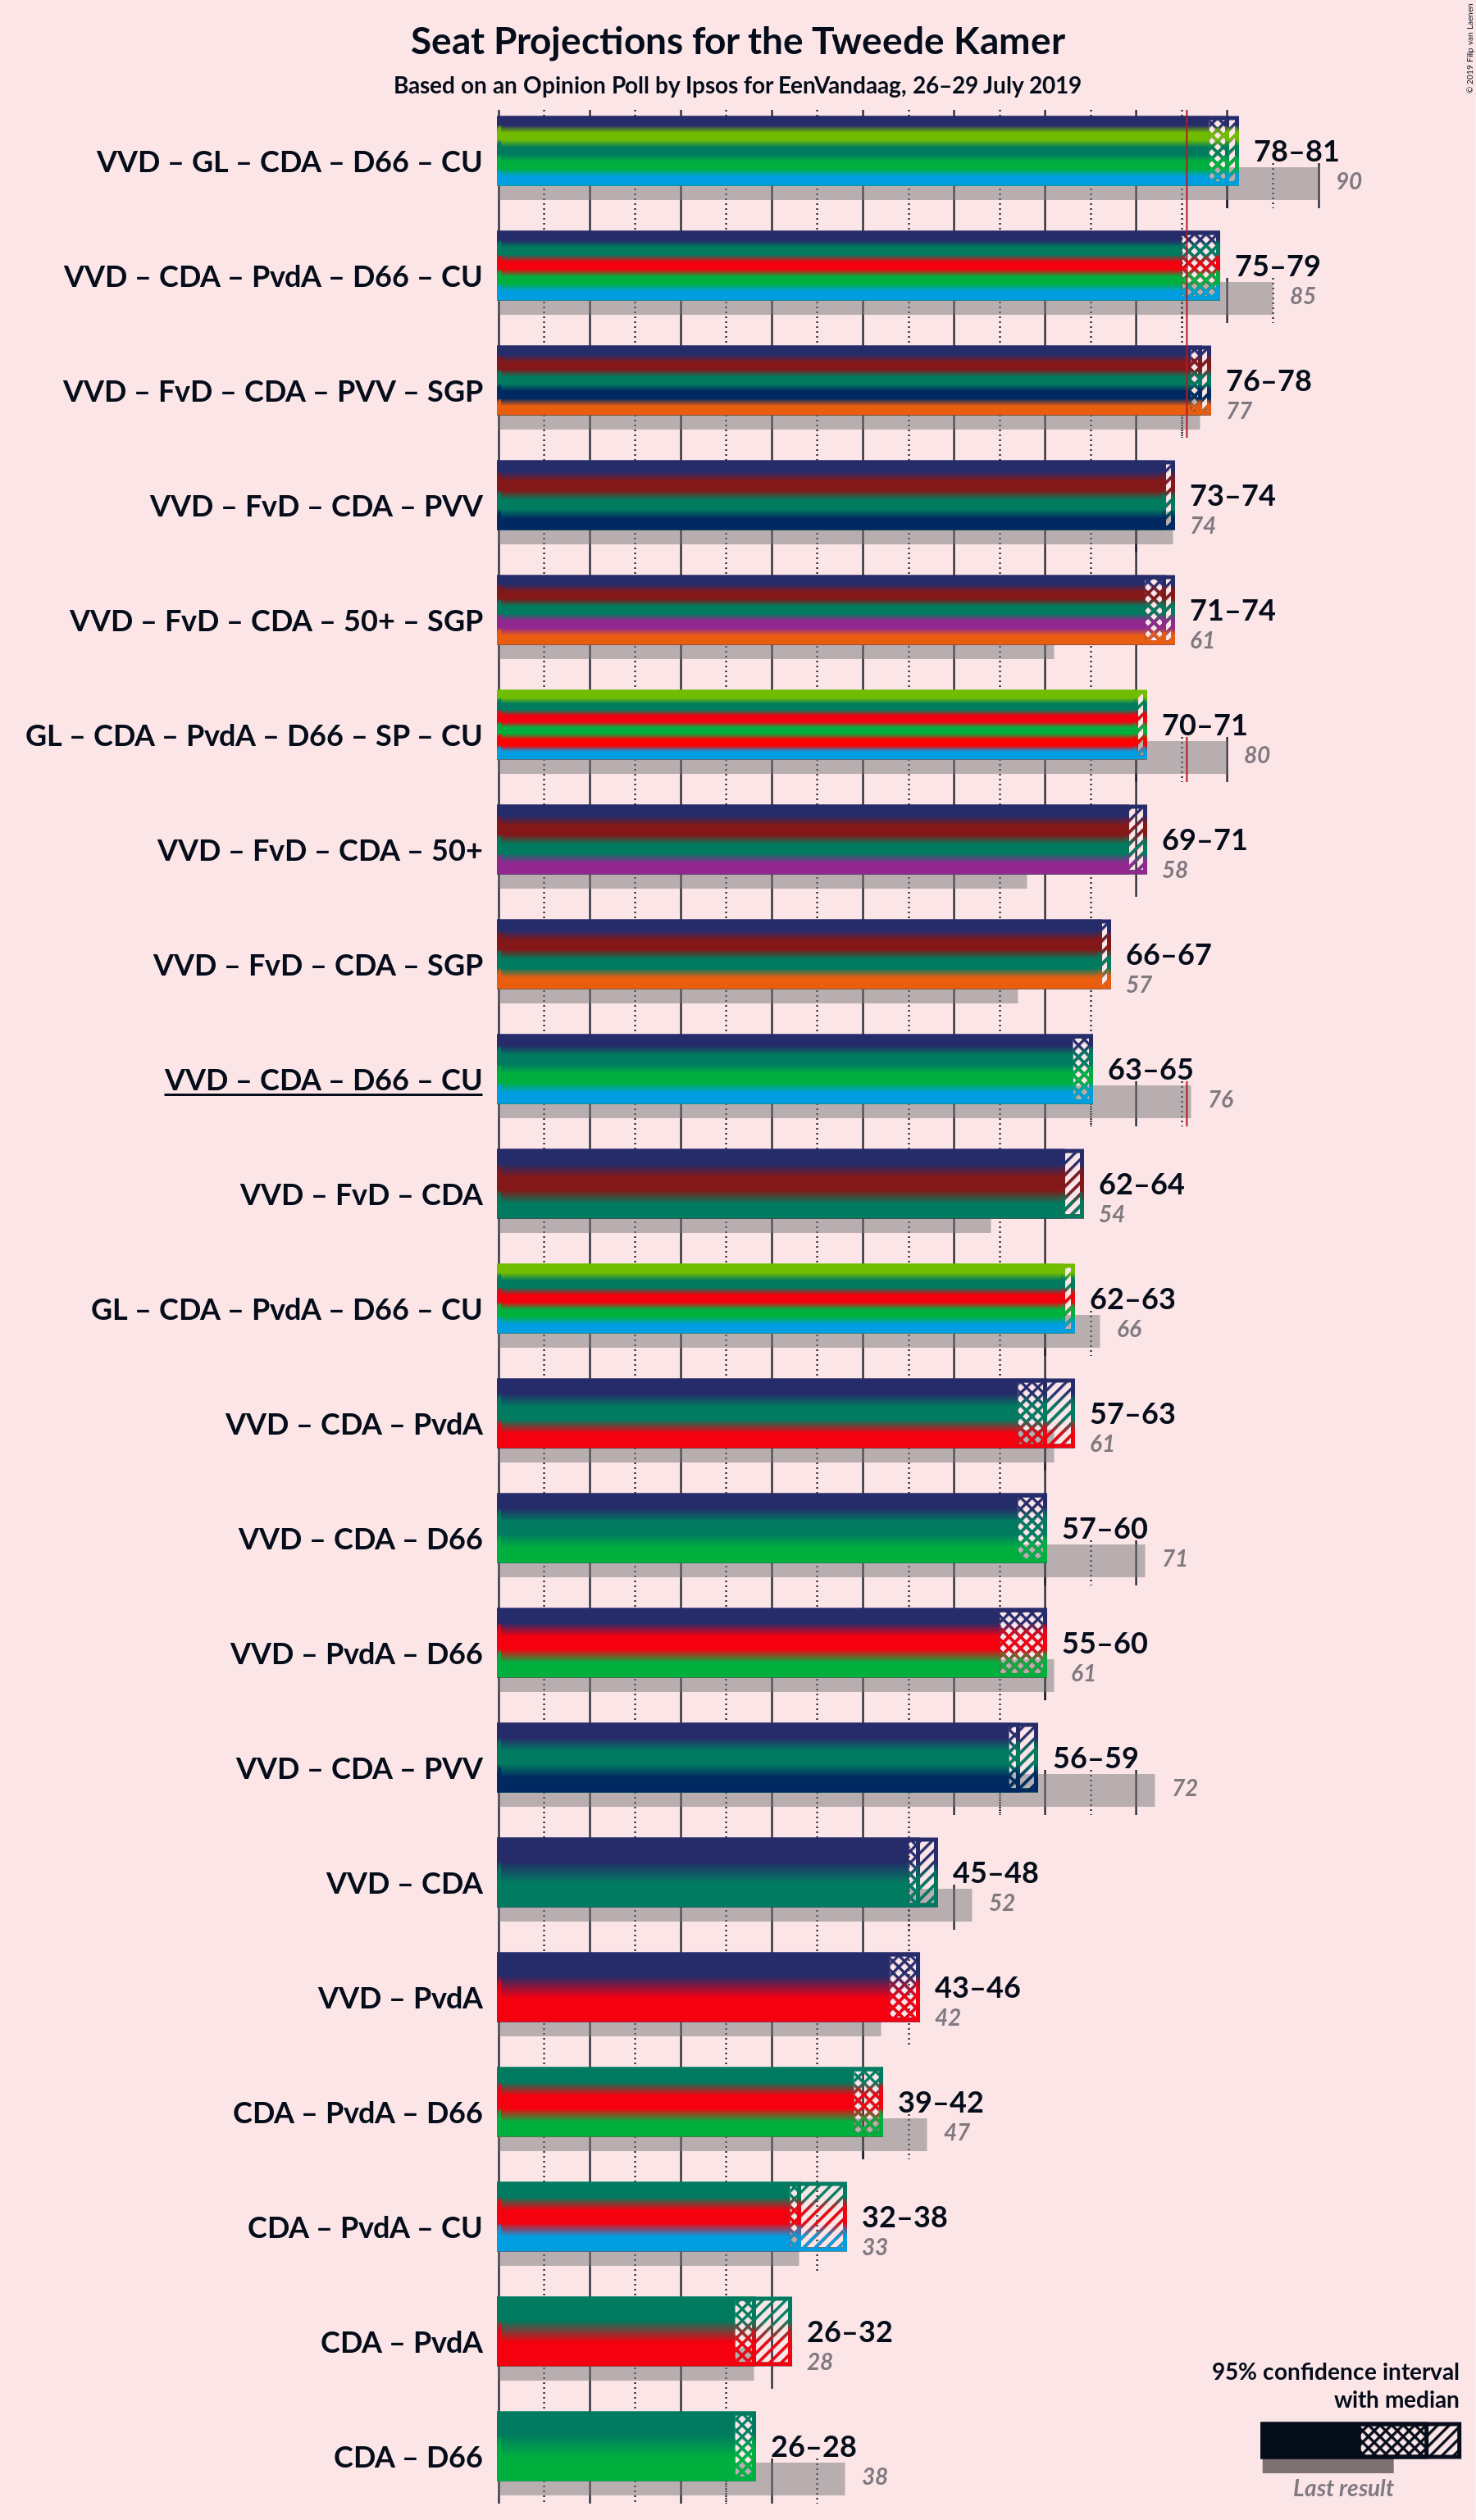 Seat Projections for the Tweede Kamer
Based on an Opinion Poll by Ipsos for EenVandaag, 26–29 July 2019
© 2019 Filip van Laenen
VVD – GL – CDA – D66 – CU
78–81
90
VVD – CDA – PvdA – D66 – CU
75–79
85
VVD – FvD – CDA – PVV – SGP
76–78
77
VVD – FvD – CDA – PVV
73–74
74
VVD – FvD – CDA – 50+ – SGP
71–74
61
GL – CDA – PvdA – D66 – SP – CU
70–71
80
VVD – FvD – CDA – 50+
69–71
58
VVD – FvD – CDA – SGP
66–67
57
VVD – CDA – D66 – CU
63–65
76
VVD – FvD – CDA
62–64
54
GL – CDA – PvdA – D66 – CU
62–63
66
VVD – CDA – PvdA
57–63
61
VVD – CDA – D66
57–60
71
VVD – PvdA – D66
55–60
61
VVD – CDA – PVV
56–59
72
VVD – CDA
45–48
52
VVD – PvdA
43–46
42
CDA – PvdA – D66
39–42
47
CDA – PvdA – CU
32–38
33
CDA – PvdA
26–32
28
CDA – D66
26–28
38
95% confidence interval
with median
Last result